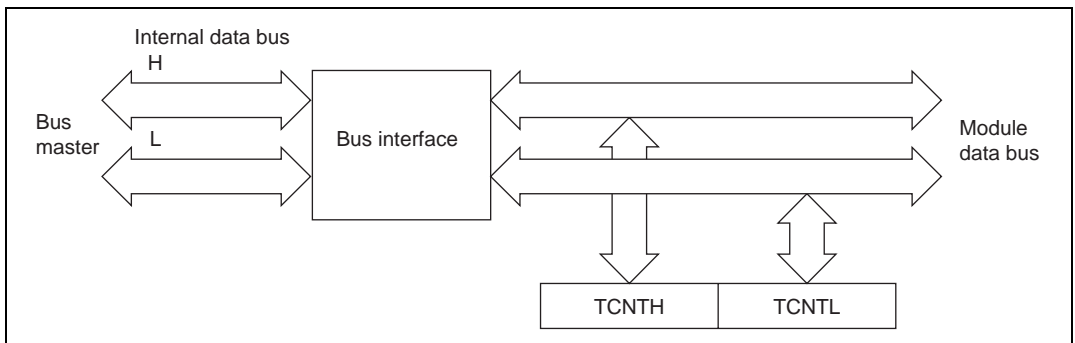 Internal data bus
H
Bus
master
L
Bus interface
Module
data bus
TCNTH
TCNTL